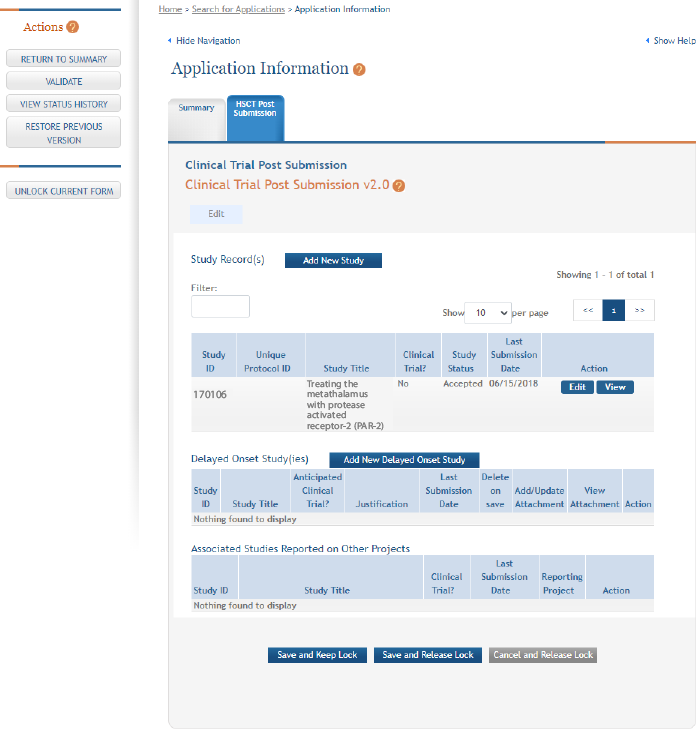 Home > Search for Applications > Application Information
Actions ?
Hide Navigation
Show Help
RETURN TO SUMMARY
VALIDATE
VIEW STATUS HISTORY
RESTORE PREVIOUS
VERSION
UNLOCK CURRENT FORM
Application Information ?
Summary
HSCT Post
Submission
Clinical Trial Post Submission
Clinical Trial Post Submission v2.0 ?
Edit
Study Record(s) Add New Study
Showing 1 - 1 of total 1
Filter:
Show 10 per page << 1 >>
Study
ID
Unique
Protocol ID
Study Title
Clinical
Trial?
Study
Status
Last
Submission
Date
Action
170106
Treating the
metathalamus
with protease
activated
receptor-2 (PAR-2)
No
Accepted
06/15/2018
Edit View
Delayed Onset Study(ies) Add New Delayed Onset Study
Study
ID
Study Title
Anticipated
Clinical
Trial?
Justification
Last
Submission
Date
Delete
on
save
Add/Update
Attachment
View
Attachment
Action
Nothing found to display
Associated Studies Reported on Other Projects
Study ID
Study Title
Clinical
Trial?
Last
Submission
Date
Reporting
Project
Action
Nothing found to display
Save and Keep Lock Save and Release Lock Cancel and Release Lock